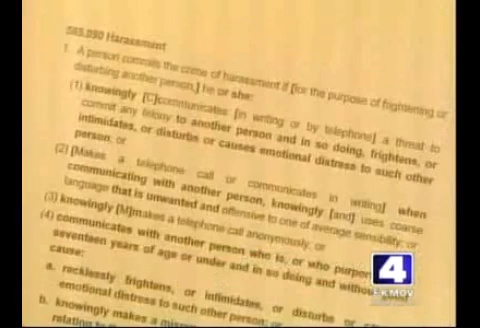 565.090 Harassment
1. A person commits the crime of harassment if [for the purpose of frightening or
disturbing another person,] he or she:
(1) knowingly [C]communicates [in writing or by telephone] a threat to
commit any felony to another person and in so doing, frightens, or
intimidates, or disturbs or causes emotional distress to such other
person; or
(2) [Makes a telephone call or communicates in writing] when
communicating with another person, knowingly [and] uses coarse
language that is unwanted and offensive to one of average sensibility; or
(3) knowingly [M]makes a telephone call anonymously; or
(4) communicates with another person who is, or who purpor
seventeen years of age or under and in so doing and witho
cause:
a. recklessly frightens, or intimidates, or disturbs or c
emotional distress to such other person; or
b. knowingly makes a
relating to
4
KMOV